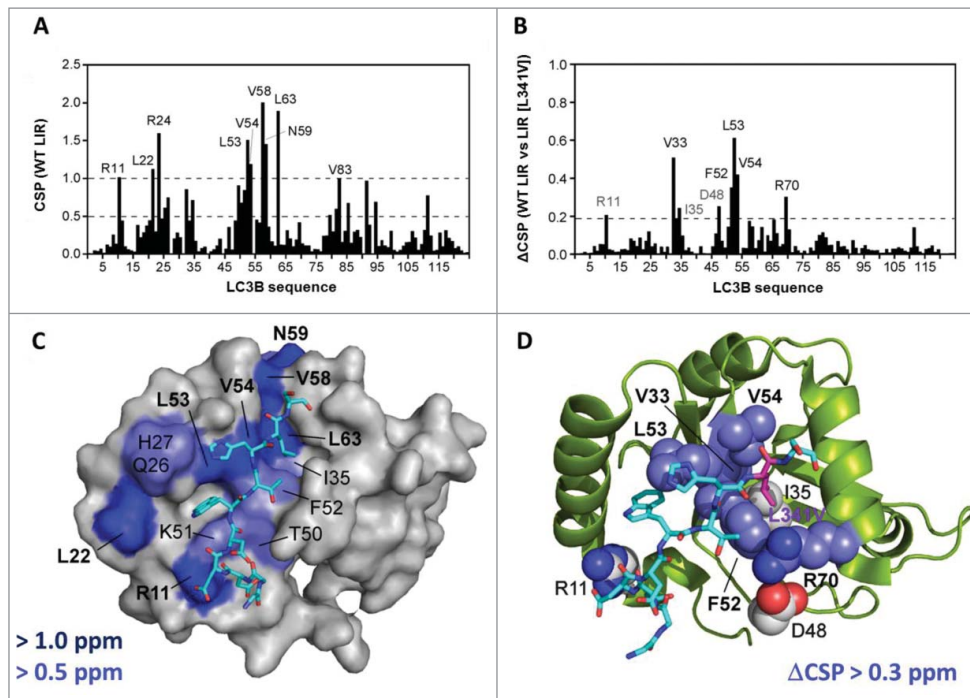 A
CSP (WT LIR)
2.5
2.0
1.5
1.0
0.5
0.0
R11
L22
R24
L53
V54
V58
N59
L63
V83
5 15 25 35 45 55 65 75 85 95 105 115
LC3B sequence
B
ΔCSP (WT LIR vs LIR [L341V])
1.0
0.8
0.6
0.4
0.2
0.0
R11
V33
I35
D48
F52
L53
V54
R70
5 15 25 35 45 55 65 75 85 95 105 115
LC3B sequence
C
N59
V58
V54
L53
L63
H27
Q26
I35
F52
K51
T50
L22
R11
> 1.0 ppm
> 0.5 ppm
D
V33
V54
L53
I35
L341V
R11
R70
F52
D48
ΔCSP > 0.3 ppm